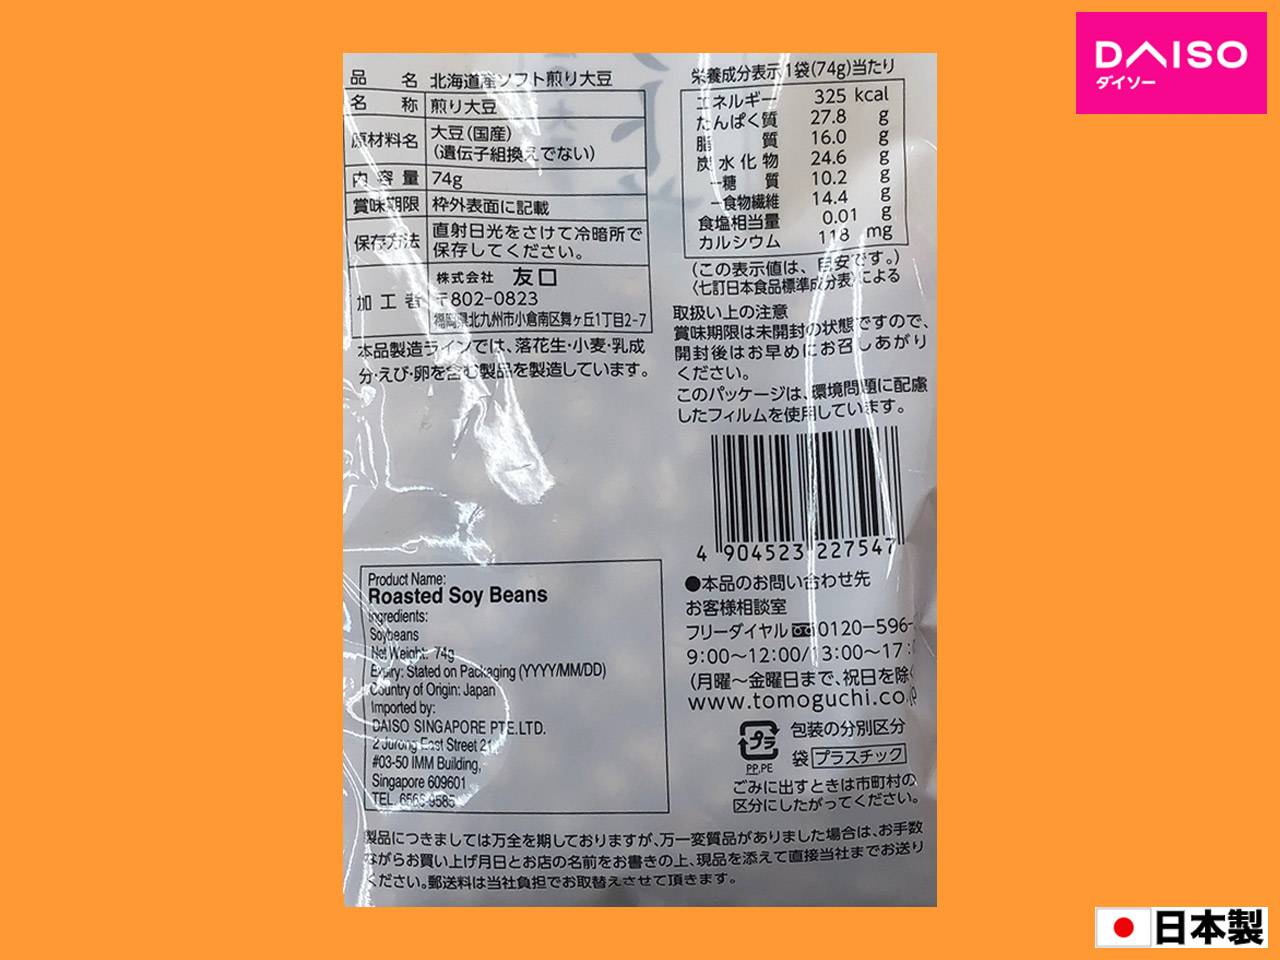 DAISO
ダイソー
品名 北海道産ソフト煎り大豆
名称 煎り大豆
原材料名 大豆(国産)
(遺伝子組換えでない)
内容量 74g
賞味期限 枠外表面に記載
保存方法 直射日光をさけて冷暗所で
保存してください。
加工者 株式会社 友口
〒802-0823
福岡県北九州市小倉南区舞ヶ丘1丁目2-7
本品製造ラインでは、落花生・小麦・乳成
分・えび・卵を含む製品を製造しています。
栄養成分表示1袋(74g)当たり
エネルギー 325 kcal
たんぱく質 27.8 g
脂質 16.0 g
炭水化物 24.6 g
−糖質 10.2 g
−食物繊維 14.4 g
食塩相当量 0.01 g
カルシウム 118 mg
(この表示値は、目安です。)
〈七訂日本食品標準成分表〉による
取扱い上の注意
賞味期限は未開封の状態ですので、
開封後はお早めにお召しあがり
ください。
このパッケージは、環境問題に配慮
したフィルムを使用しています。
4 904523 227547
●本品のお問い合わせ先
お客様相談室
フリーダイヤル 0120−596-
9:00〜12:00/13:00〜17:
(月曜〜金曜日まで、祝日を除く
www.tomoguchi.co.
プラ
PP,PE
包装の分別区分
袋 プラスチック
ごみに出すときは市町村の
区分にしたがってください。
Product Name:
Roasted Soy Beans
Ingredients:
Soybeans
Net Weight: 74g
Expiry: Stated on Packaging (YYYY/MM/DD)
Country of Origin: Japan
Imported by:
DAISO SINGAPORE PTE.LTD.
2 Jurong East Street 21,
#03-50 IMM Building,
Singapore 609601
TEL. 6566 9585
製品につきましては万全を期しておりますが、万一変質品がありました場合は、お手数
ながらお買い上げ月日とお店の名前をお書きの上、現品を添えて直接当社までお送り
ください。郵送料は当社負担でお取替えさせて頂きます。
日本製